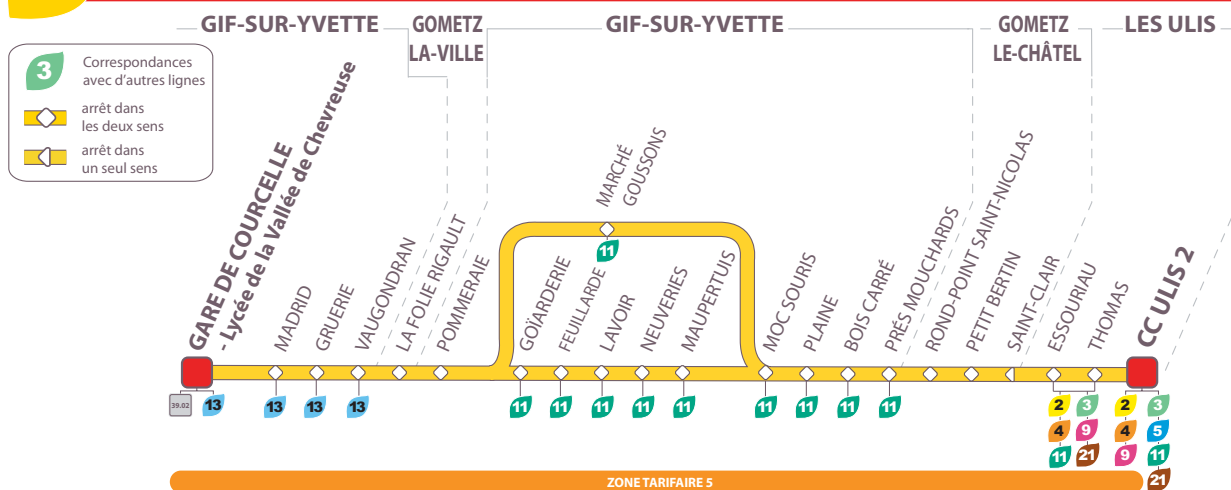 GIF-SUR-YVETTE
GOMETZ
LA-VILLE
GIF-SUR-YVETTE
GOMETZ
LE-CHÂTEL
LES ULIS
3
Correspondances
avec d'autres lignes
arrêt dans
les deux sens
arrêt dans
un seul sens
GARE DE COURCELLE
- Lycée de la Vallée de Chevreuse
MADRID
GRUERIE
VAUGONDRAN
LA FOLIE RIGAULT
POMMERAIE
MARCHÉ
GOUSSONS
11
GOÏARDERIE
FEUILLARDE
LAVOIR
NEUVERIES
MAUPERTUIS
MOC SOURIS
PLAINE
BOIS CARRÉ
PRÉS MOUCHARDS
ROND-POINT SAINT-NICOLAS
PETIT BERTIN
SAINT-CLAIR
ESSOURIAU
THOMAS
CC ULIS 2
39.02 13 13 13 13 11 11 11 11 11 11 11 11 11 2 3 2 3
4 9 4 5
11 21 9 11
21
ZONE TARIFAIRE 5